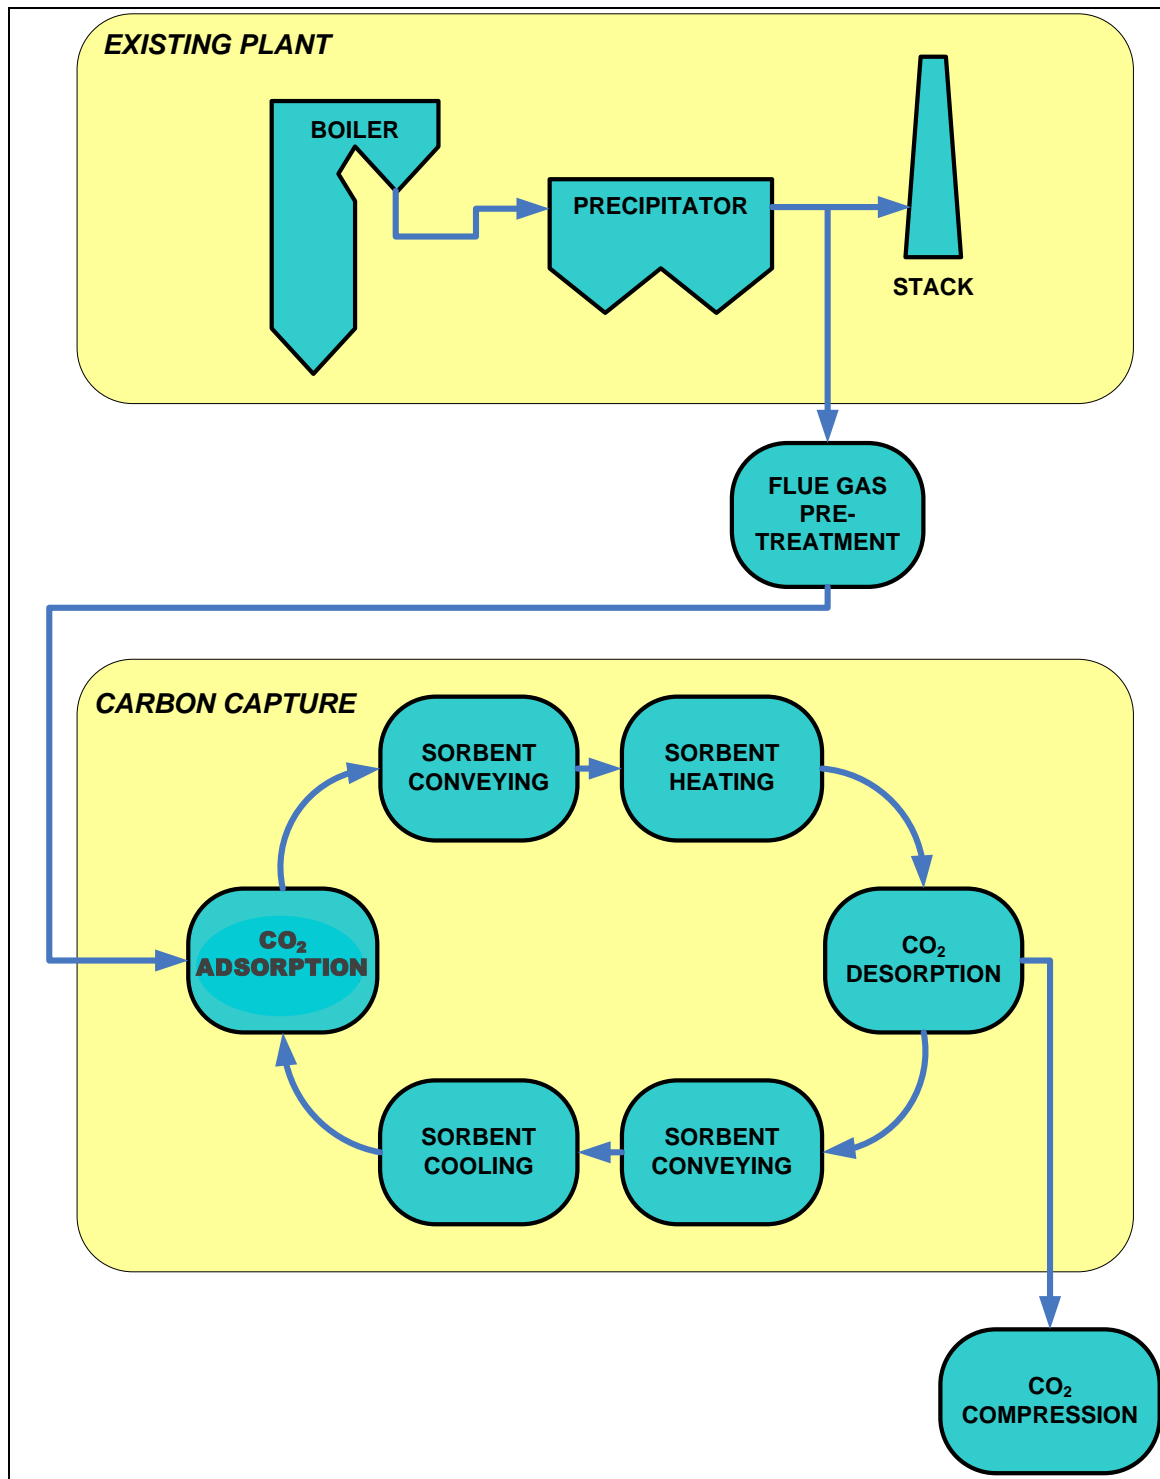 EXISTING PLANT
BOILER
PRECIPITATOR
STACK
FLUE GAS
PRE-
TREATMENT
CARBON CAPTURE
SORBENT
CONVEYING
SORBENT
HEATING
CO₂
ADSORPTION
CO₂
DESORPTION
SORBENT
COOLING
SORBENT
CONVEYING
CO₂
COMPRESSION